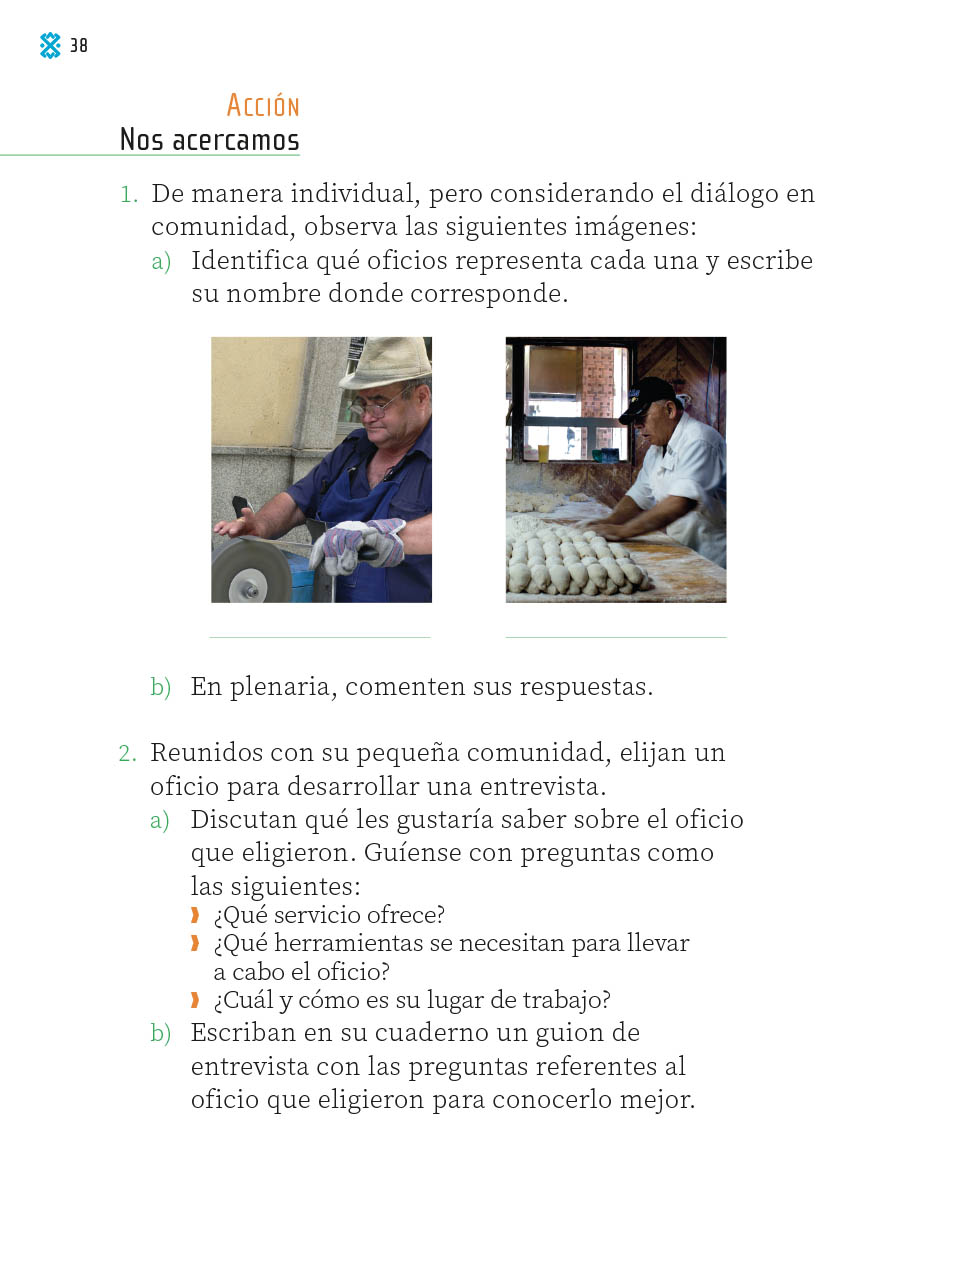 38
Acción
Nos acercamos
1. De manera individual, pero considerando el diálogo en
comunidad, observa las siguientes imágenes:
a) Identifica qué oficios representa cada una y escribe
su nombre donde corresponde.
b) En plenaria, comenten sus respuestas.
2. Reunidos con su pequeña comunidad, elijan un
oficio para desarrollar una entrevista.
a) Discutan qué les gustaría saber sobre el oficio
que eligieron. Guíense con preguntas como
las siguientes:
¿Qué servicio ofrece?
¿Qué herramientas se necesitan para llevar
a cabo el oficio?
¿Cuál y cómo es su lugar de trabajo?
b) Escriban en su cuaderno un guion de
entrevista con las preguntas referentes al
oficio que eligieron para conocerlo mejor.